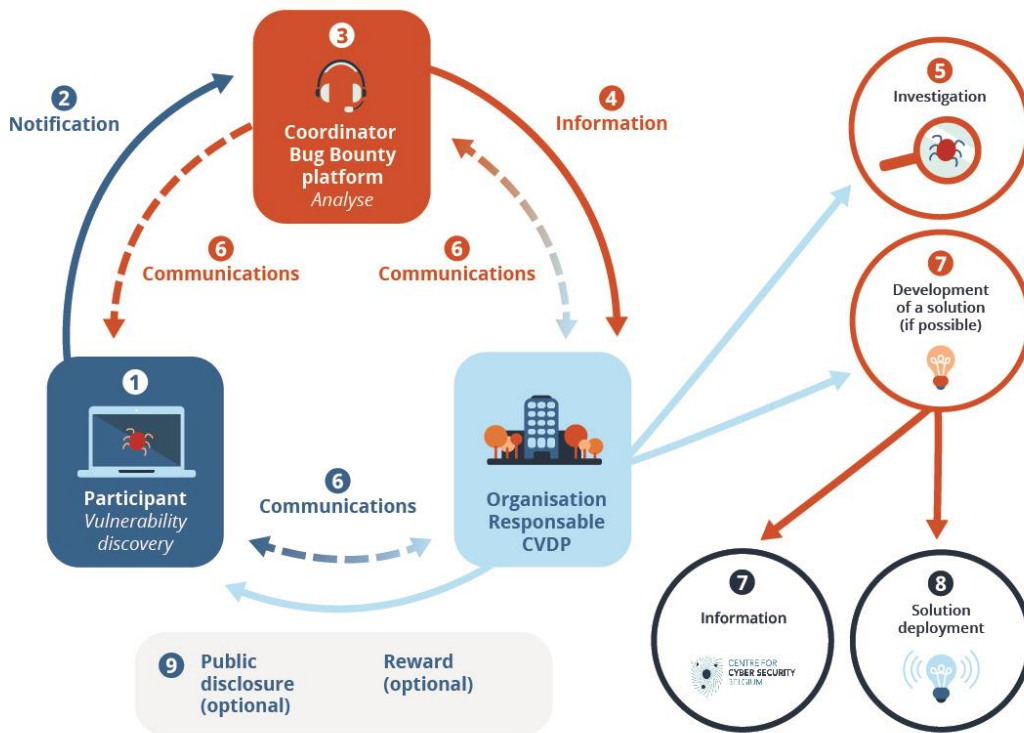 3
Coordinator
Bug Bounty
platform
Analyse
2
Notification
4
Information
5
Investigation
6
Communications
6
Communications
7
Development
of a solution
(if possible)
1
Participant
Vulnerability
discovery
6
Communications
Organisation
Responsable
CVDP
7
Information
CENTRE FOR
CYBER SECURITY
BELGIUM
8
Solution
deployment
9
Public
disclosure
(optional)
Reward
(optional)